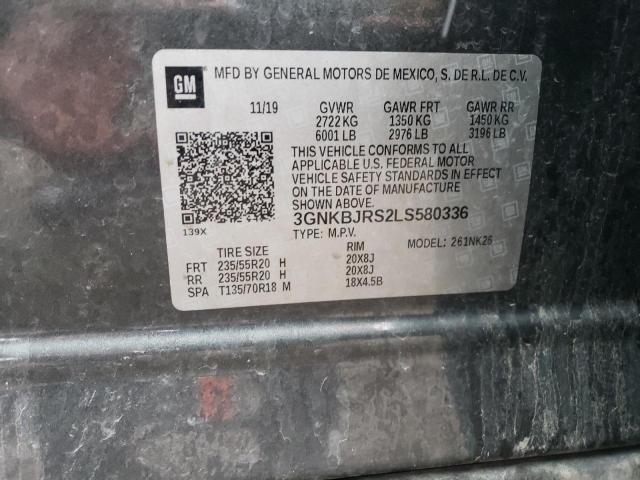 GM
MFD BY GENERAL MOTORS DE MEXICO, S. DE R.L. DE C.V.
11/19 GVWR GAWR FRT GAWR RR
2722 KG 1350 KG 1450 KG
6001 LB 2976 LB 3196 LB
THIS VEHICLE CONFORMS TO ALL
APPLICABLE U.S. FEDERAL MOTOR
VEHICLE SAFETY STANDARDS IN EFFECT
ON THE DATE OF MANUFACTURE
SHOWN ABOVE.
3GNKBJRS2LS580336
139X TYPE: M.P.V. MODEL: 261NK26
TIRE SIZE RIM
FRT 235/55R20 H 20X8J
RR 235/55R20 H 20X8J
SPA T135/70R18 M 18X4.5B